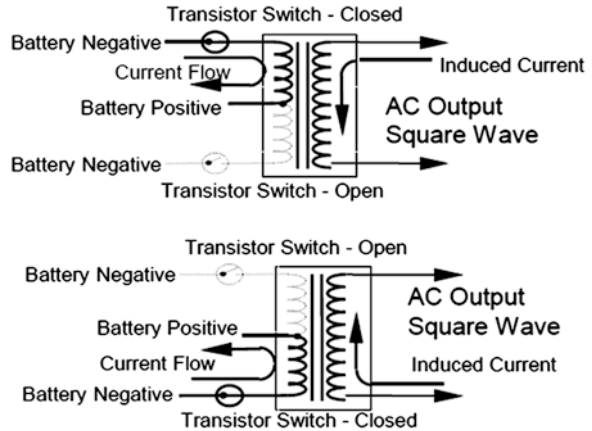 Transistor Switch - Closed
Battery Negative
Current Flow
Induced Current
Battery Positive
AC Output
Square Wave
Battery Negative
Transistor Switch - Open
Transistor Switch - Open
Battery Negative
AC Output
Square Wave
Battery Positive
Current Flow
Induced Current
Battery Negative
Transistor Switch - Closed